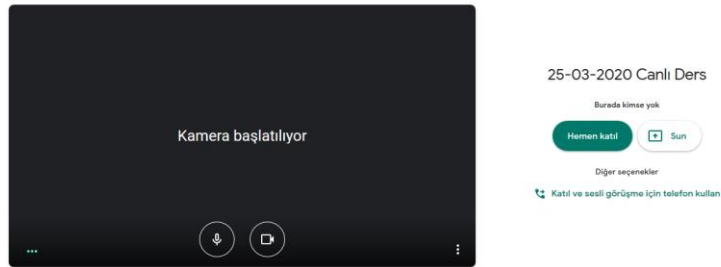 Kamera başlatılıyor
25-03-2020 Canlı Ders
Burada kimse yok
Hemen katıl
Sun
Diğer seçenekler
Katıl ve sesli görüşme için telefon kullan